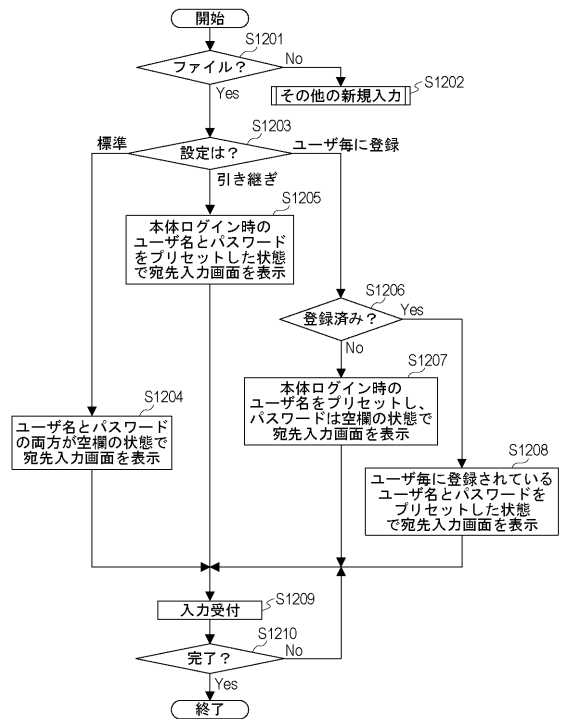 開始
S1201
ファイル？
No
Yes
S1202
その他の新規入力
S1203
標準
設定は？
ユーザ毎に登録
引き継ぎ
S1205
本体ログイン時の
ユーザ名とパスワード
をプリセットした状態
で宛先入力画面を表示
S1206
登録済み？
Yes
No
S1207
本体ログイン時の
ユーザ名をプリセットし、
パスワードは空欄の状態で
宛先入力画面を表示
S1204
ユーザ名とパスワード
の両方が空欄の状態で
宛先入力画面を表示
S1208
ユーザ毎に登録されている
ユーザ名とパスワードを
プリセットした状態
で宛先入力画面を表示
S1209
入力受付
S1210
完了？
No
Yes
終了